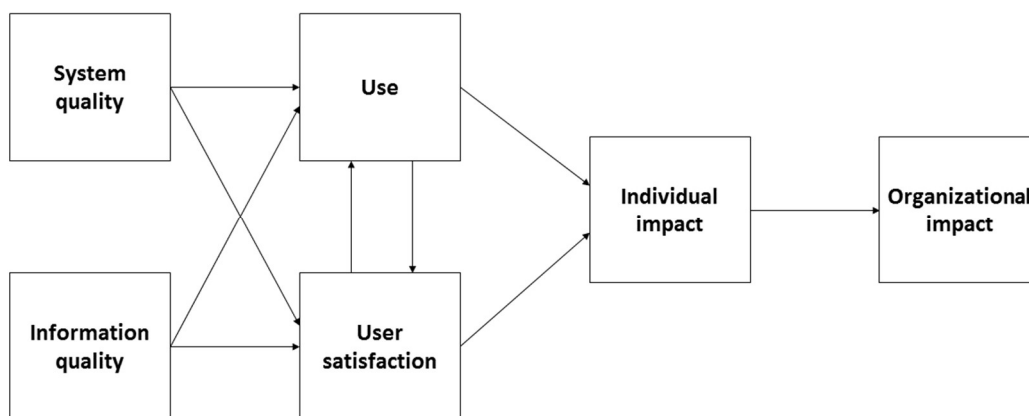 System
quality
Use
Individual
impact
Organizational
impact
Information
quality
User
satisfaction